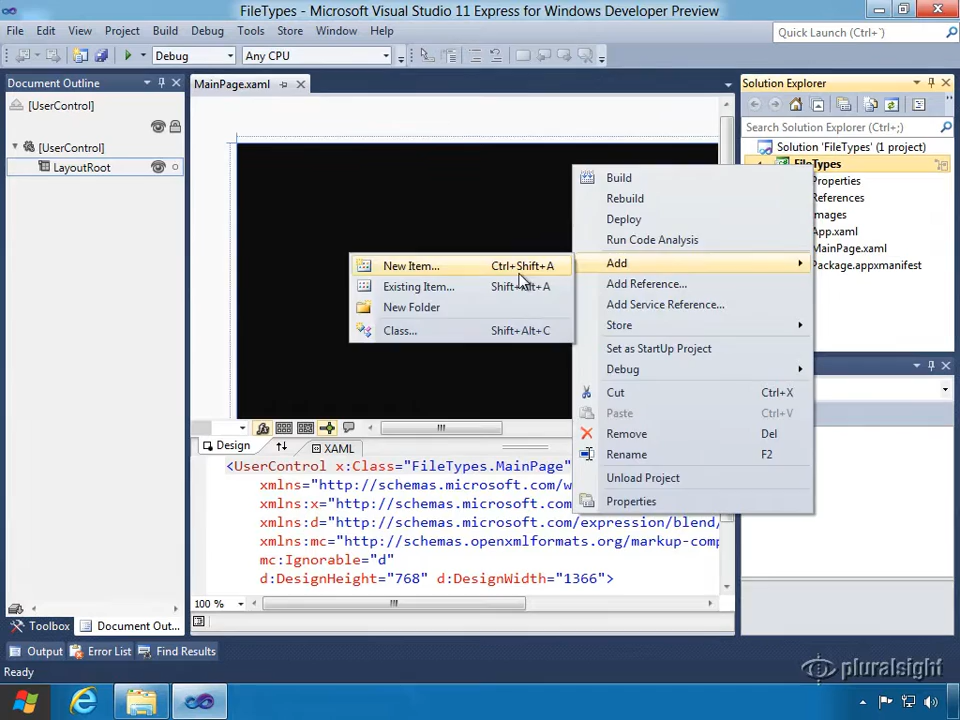 FileTypes - Microsoft Visual Studio 11 Express for Windows Developer Preview
File Edit View Project Build Debug Tools Store Window Help
Quick Launch (Ctrl+`)
Debug
Any CPU
Document Outline
MainPage.xaml
Solution Explorer
[UserControl]
Search Solution Explorer (Ctrl+;)
[UserControl]
Solution 'FileTypes' (1 project)
LayoutRoot
FileTypes
Build
Properties
Rebuild
References
Deploy
Images
Run Code Analysis
App.xaml
MainPage.xaml
Add
Package.appxmanifest
New Item... Ctrl+Shift+A
Add Reference...
Existing Item... Shift+Alt+A
Add Service Reference...
New Folder
Store
Class... Shift+Alt+C
Set as StartUp Project
Debug
Cut Ctrl+X
Paste Ctrl+V
Remove Del
Rename F2
Unload Project
Properties
Design
XAML
<UserControl x:Class="FileTypes.MainPage"
xmlns="http://schemas.microsoft.com/w
xmlns:x="http://schemas.microsoft.com
xmlns:d="http://schemas.microsoft.com/expression/blend/
xmlns:mc="http://schemas.openxmlformats.org/markup-comp
mc:Ignorable="d"
d:DesignHeight="768" d:DesignWidth="1366">
100 %
Toolbox
Document Out...
Output
Error List
Find Results
Ready
pluralsight